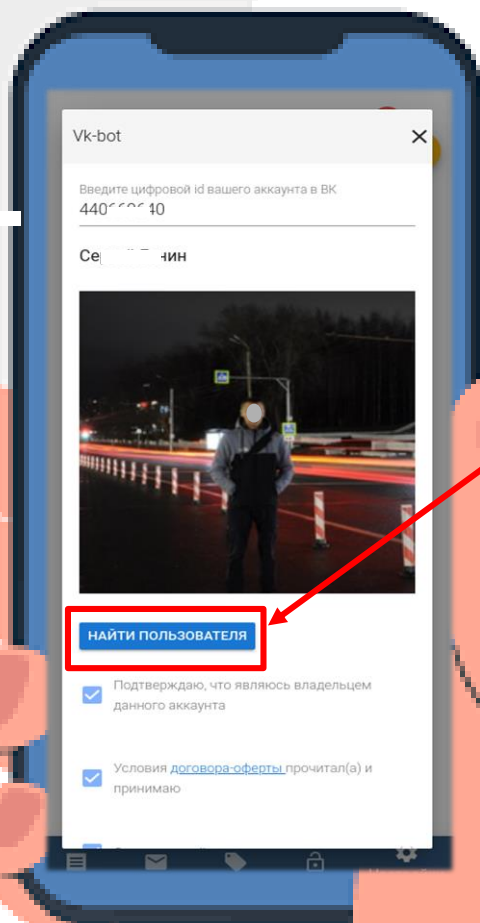 Vk-bot
Введите цифровой id вашего аккаунта в ВК
НАЙТИ ПОЛЬЗОВАТЕЛЯ
Подтверждаю, что являюсь владельцем
данного аккаунта
Условия договора-оферты прочитал(а) и
принимаю